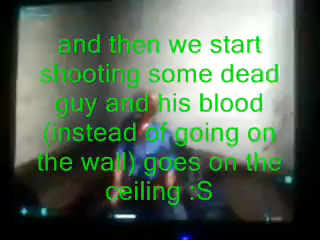 and then we start
shooting some dead
guy and his blood
(instead of going on
the wall) goes on the
ceiling :S